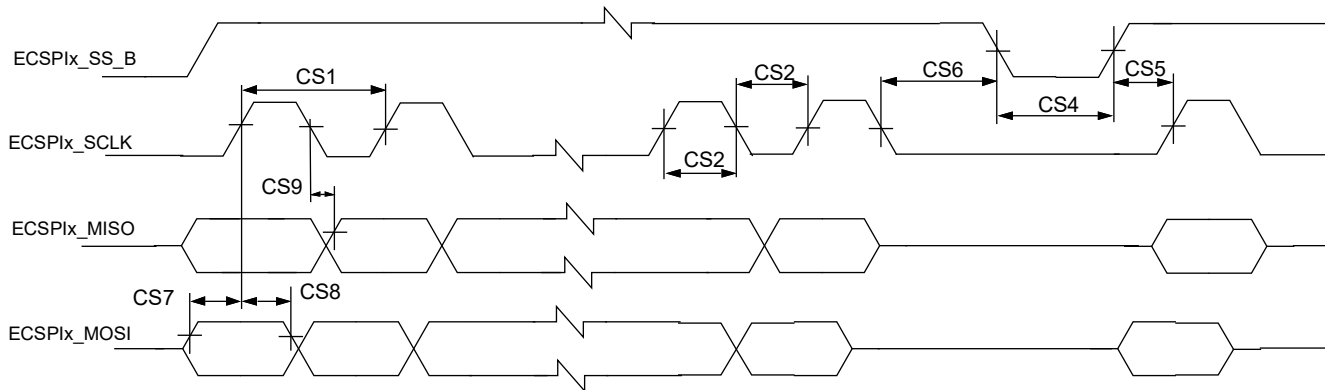 ECSPIx_SS_B
CS1
CS2
CS6
CS5
CS4
ECSPIx_SCLK
CS2
CS9
ECSPIx_MISO
CS7
CS8
ECSPIx_MOSI